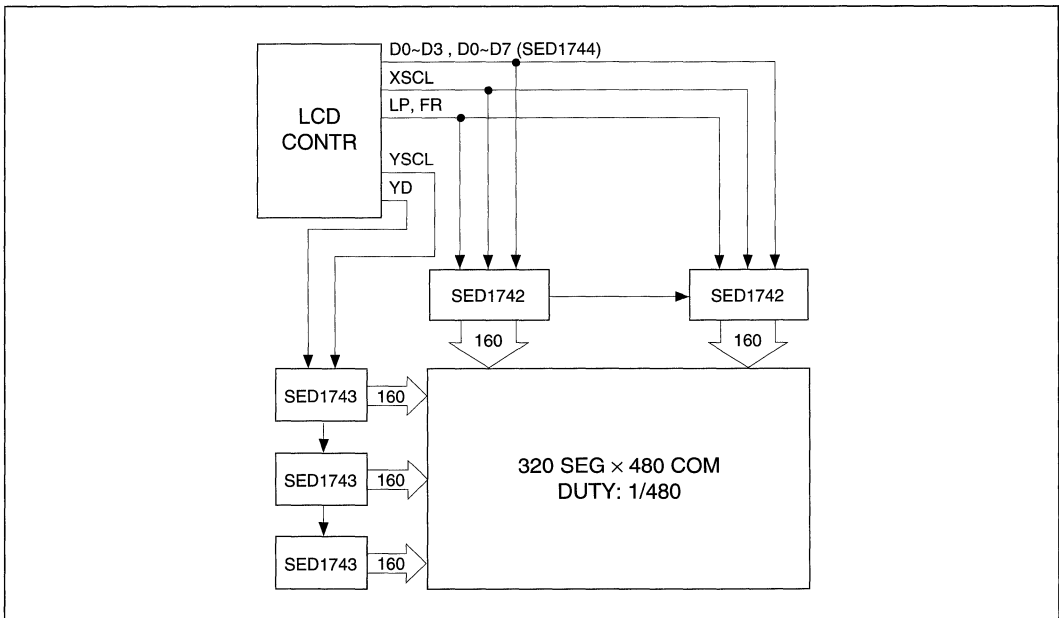 D0~D3 , D0~D7 (SED1744)
XSCL
LP, FR
LCD
CONTR
YSCL
YD
SED1742
SED1742
160
160
SED1743
160
320 SEG × 480 COM
DUTY: 1/480
SED1743
160
SED1743
160